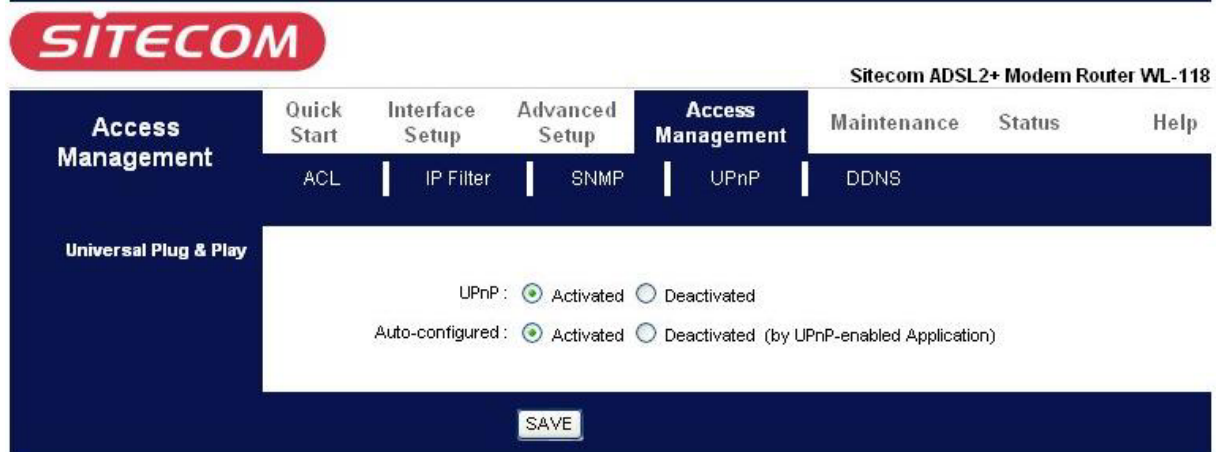 SITECOM
Sitecom ADSL2+ Modem Router WL-118
Access Management
Quick Start
Interface Setup
Advanced Setup
Access Management
Maintenance
Status
Help
ACL
IP Filter
SNMP
UPnP
DDNS
Universal Plug & Play
UPnP : Activated Deactivated
Auto-configured : Activated Deactivated (by UPnP-enabled Application)
SAVE